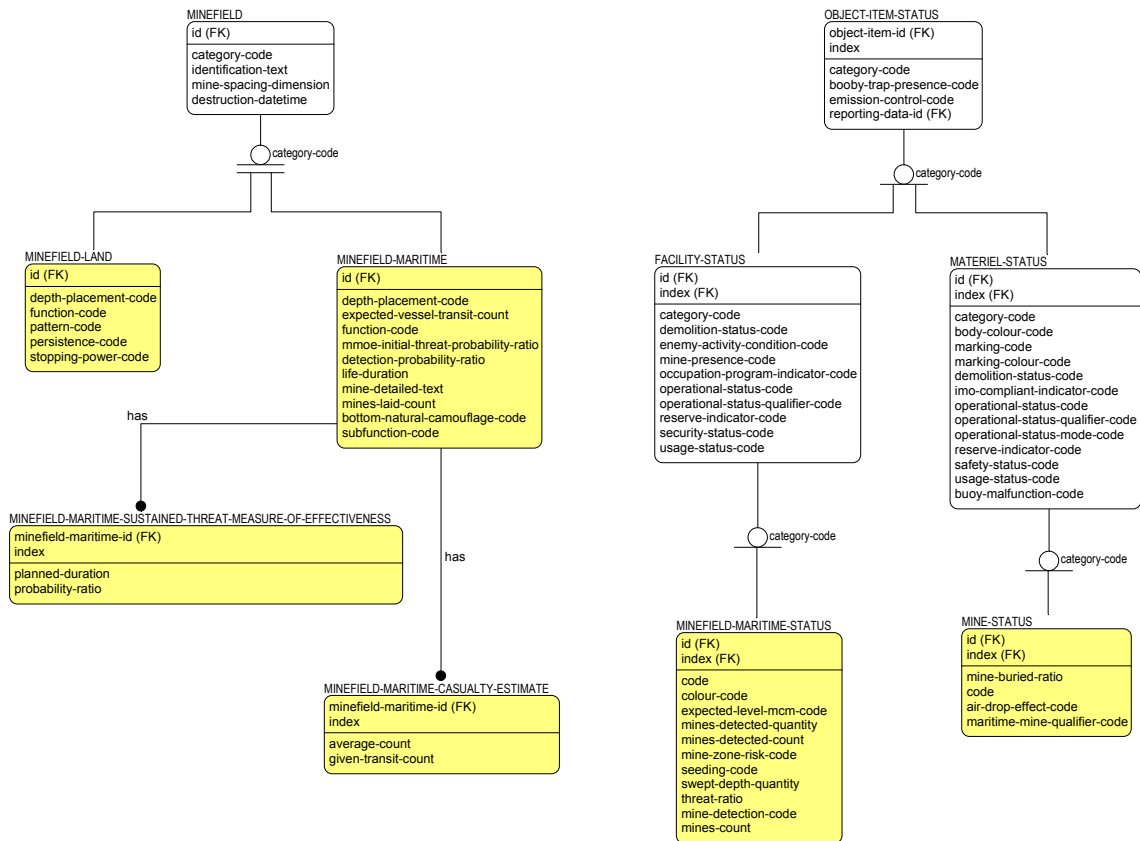 MINEFIELD
id (FK)
category-code
identification-text
mine-spacing-dimension
destruction-datetime
category-code
MINEFIELD-LAND
id (FK)
depth-placement-code
function-code
pattern-code
persistence-code
stopping-power-code
MINEFIELD-MARITIME
id (FK)
depth-placement-code
expected-vessel-transit-count
function-code
mmoe-initial-threat-probability-ratio
detection-probability-ratio
life-duration
mine-detailed-text
mines-laid-count
bottom-natural-camouflage-code
subfunction-code
has
MINEFIELD-MARITIME-SUSTAINED-THREAT-MEASURE-OF-EFFECTIVENESS
minefield-maritime-id (FK)
index
planned-duration
probability-ratio
has
MINEFIELD-MARITIME-CASUALTY-ESTIMATE
minefield-maritime-id (FK)
index
average-count
given-transit-count
OBJECT-ITEM-STATUS
object-item-id (FK)
index
category-code
booby-trap-presence-code
emission-control-code
reporting-data-id (FK)
category-code
FACILITY-STATUS
id (FK)
index (FK)
category-code
demolition-status-code
enemy-activity-condition-code
mine-presence-code
occupation-program-indicator-code
operational-status-code
operational-status-qualifier-code
reserve-indicator-code
security-status-code
usage-status-code
category-code
MINEFIELD-MARITIME-STATUS
id (FK)
index (FK)
code
colour-code
expected-level-mcm-code
mines-detected-quantity
mines-detected-count
mine-zone-risk-code
seeding-code
swept-depth-quantity
threat-ratio
mine-detection-code
mines-count
MATERIEL-STATUS
id (FK)
index (FK)
category-code
body-colour-code
marking-code
marking-colour-code
demolition-status-code
imo-compliant-indicator-code
operational-status-code
operational-status-qualifier-code
operational-status-mode-code
reserve-indicator-code
safety-status-code
usage-status-code
buoy-malfunction-code
category-code
MINE-STATUS
id (FK)
index (FK)
mine-buried-ratio
code
air-drop-effect-code
maritime-mine-qualifier-code